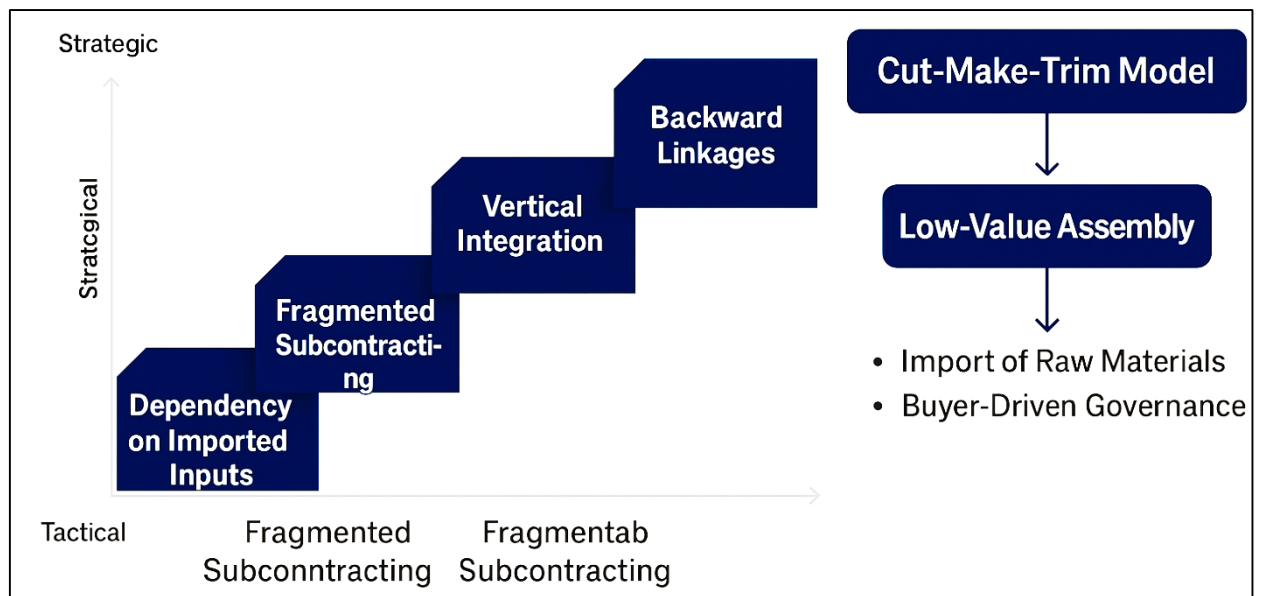 Strategic
Stratcgical
Backward
Linkages
Vertical
Integration
Fragmented
Subcontracti-
ng
Dependency
on Imported
Inputs
Tactical
Fragmented
Subconntracting
Fragmentab
Subcontracting
Cut-Make-Trim Model
Low-Value Assembly
• Import of Raw Materials
• Buyer-Driven Governance